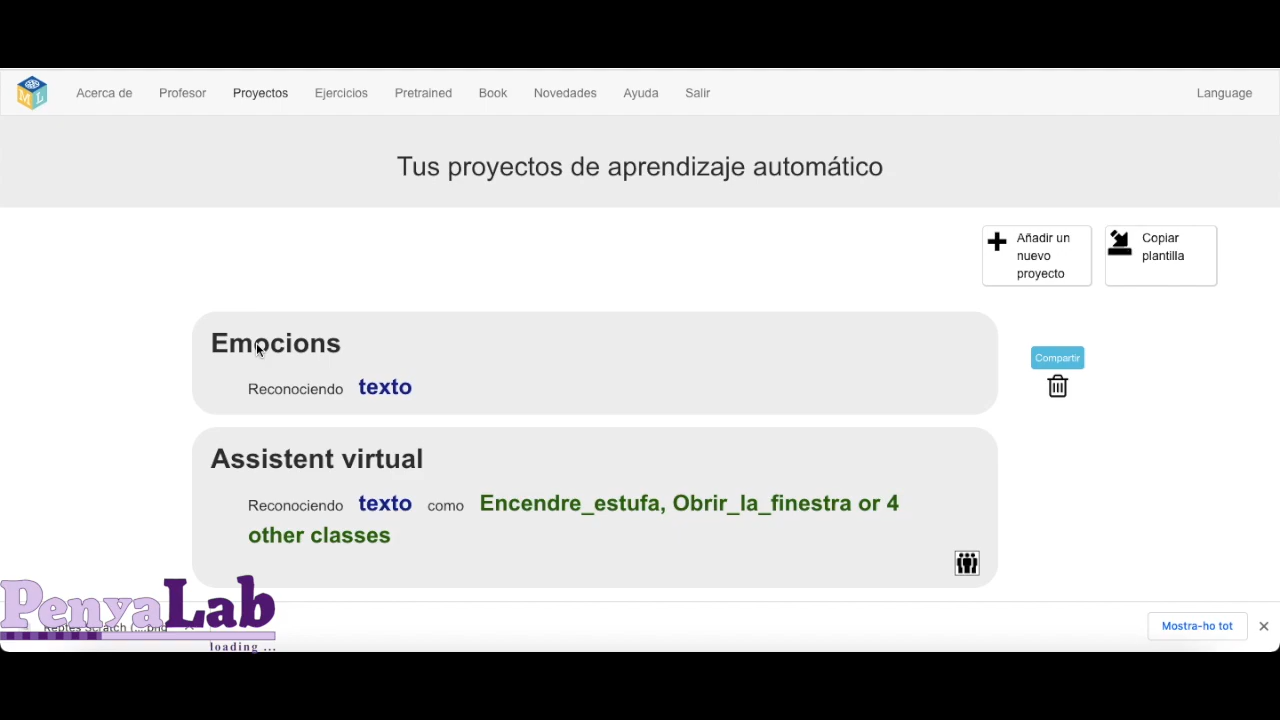 Acerca de Profesor Proyectos Ejercicios Pretrained Book Novedades Ayuda Salir Language
Tus proyectos de aprendizaje automático
Añadir un
nuevo
proyecto
Copiar
plantilla
Emocions
Reconociendo texto
Compartir
Assistent virtual
Reconociendo texto como Encendre_estufa, Obrir_la_finestra or 4
other classes
PenyaLab
loading ...
Mostra-ho tot